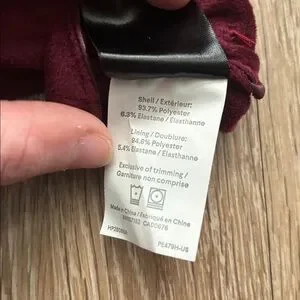 Shell / Extérieur:
93.7% Polyester
6.3% Elastane / Élasthanne
Lining / Doublure:
94.6% Polyester
5.4% Elastane / Élasthanne
Exclusive of trimming /
Garniture non comprise
Made in China / Fabriqué en Chine
CA00676
PE479H-US